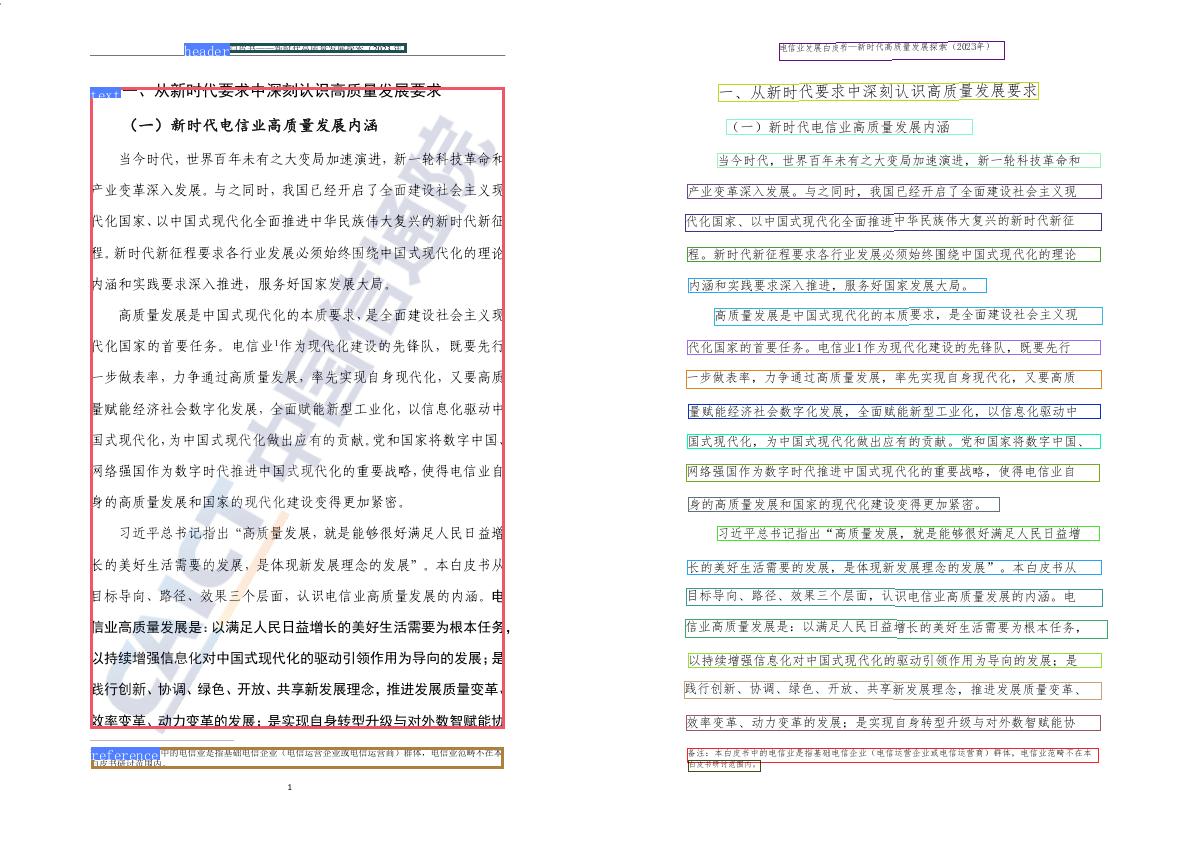 header
text 一、从新时代要求中深刻认识高质量发展要求
（一）新时代电信业高质量发展内涵
当今时代，世界百年未有之大变局加速演进，新一轮科技革命和
产业变革深入发展。与之同时，我国已经开启了全面建设社会主义现
代化国家、以中国式现代化全面推进中华民族伟大复兴的新时代新征
程。新时代新征程要求各行业发展必须始终围绕中国式现代化的理论
内涵和实践要求深入推进，服务好国家发展大局。
高质量发展是中国式现代化的本质要求，是全面建设社会主义现
代化国家的首要任务。电信业1作为现代化建设的先锋队，既要先行
一步做表率，力争通过高质量发展，率先实现自身现代化，又要高质
量赋能经济社会数字化发展，全面赋能新型工业化，以信息化驱动中
国式现代化，为中国式现代化做出应有的贡献。党和国家将数字中国、
网络强国作为数字时代推进中国式现代化的重要战略，使得电信业自
身的高质量发展和国家的现代化建设变得更加紧密。
习近平总书记指出“高质量发展，就是能够很好满足人民日益增
长的美好生活需要的发展，是体现新发展理念的发展”。本白皮书从
目标导向、路径、效果三个层面，认识电信业高质量发展的内涵。电
信业高质量发展是：以满足人民日益增长的美好生活需要为根本任务，
以持续增强信息化对中国式现代化的驱动引领作用为导向的发展；是
践行创新、协调、绿色、开放、共享新发展理念，推进发展质量变革、
效率变革、动力变革的发展；是实现自身转型升级与对外数智赋能协
reference 中的电信业是指基础电信企业（电信运营企业或电信运营商）群体，电信业范畴不在本
白皮书研讨范围内。
1
CAICT 中国信通院
电信业发展白皮书—新时代高质量发展探索（2023年）
一、从新时代要求中深刻认识高质量发展要求
（一）新时代电信业高质量发展内涵
当今时代，世界百年未有之大变局加速演进，新一轮科技革命和
产业变革深入发展。与之同时，我国已经开启了全面建设社会主义现
代化国家、以中国式现代化全面推进中华民族伟大复兴的新时代新征
程。新时代新征程要求各行业发展必须始终围绕中国式现代化的理论
内涵和实践要求深入推进，服务好国家发展大局。
高质量发展是中国式现代化的本质要求，是全面建设社会主义现
代化国家的首要任务。电信业1作为现代化建设的先锋队，既要先行
一步做表率，力争通过高质量发展，率先实现自身现代化，又要高质
量赋能经济社会数字化发展，全面赋能新型工业化，以信息化驱动中
国式现代化，为中国式现代化做出应有的贡献。党和国家将数字中国、
网络强国作为数字时代推进中国式现代化的重要战略，使得电信业自
身的高质量发展和国家的现代化建设变得更加紧密。
习近平总书记指出“高质量发展，就是能够很好满足人民日益增
长的美好生活需要的发展，是体现新发展理念的发展”。本白皮书从
目标导向、路径、效果三个层面，认识电信业高质量发展的内涵。电
信业高质量发展是：以满足人民日益增长的美好生活需要为根本任务，
以持续增强信息化对中国式现代化的驱动引领作用为导向的发展；是
践行创新、协调、绿色、开放、共享新发展理念，推进发展质量变革、
效率变革、动力变革的发展；是实现自身转型升级与对外数智赋能协
备注：本白皮书中的电信业是指基础电信企业（电信运营企业或电信运营商）群体，电信业范畴不在本
白皮书研讨范围内。